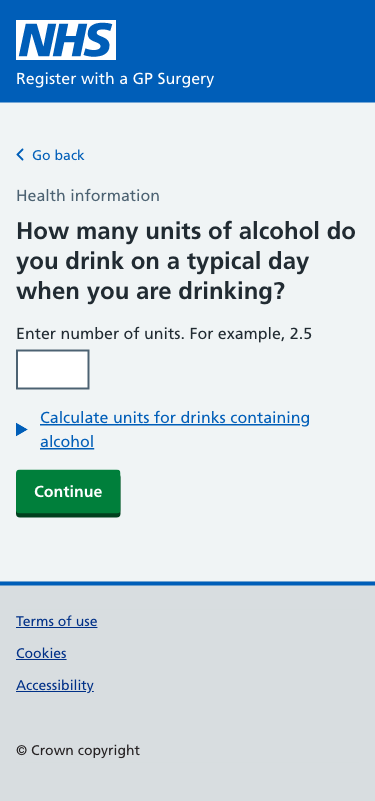 NHS
Register with a GP Surgery
Go back
Health information
How many units of alcohol do
you drink on a typical day
when you are drinking?
Enter number of units. For example, 2.5
Calculate units for drinks containing
alcohol
Continue
Terms of use
Cookies
Accessibility
© Crown copyright